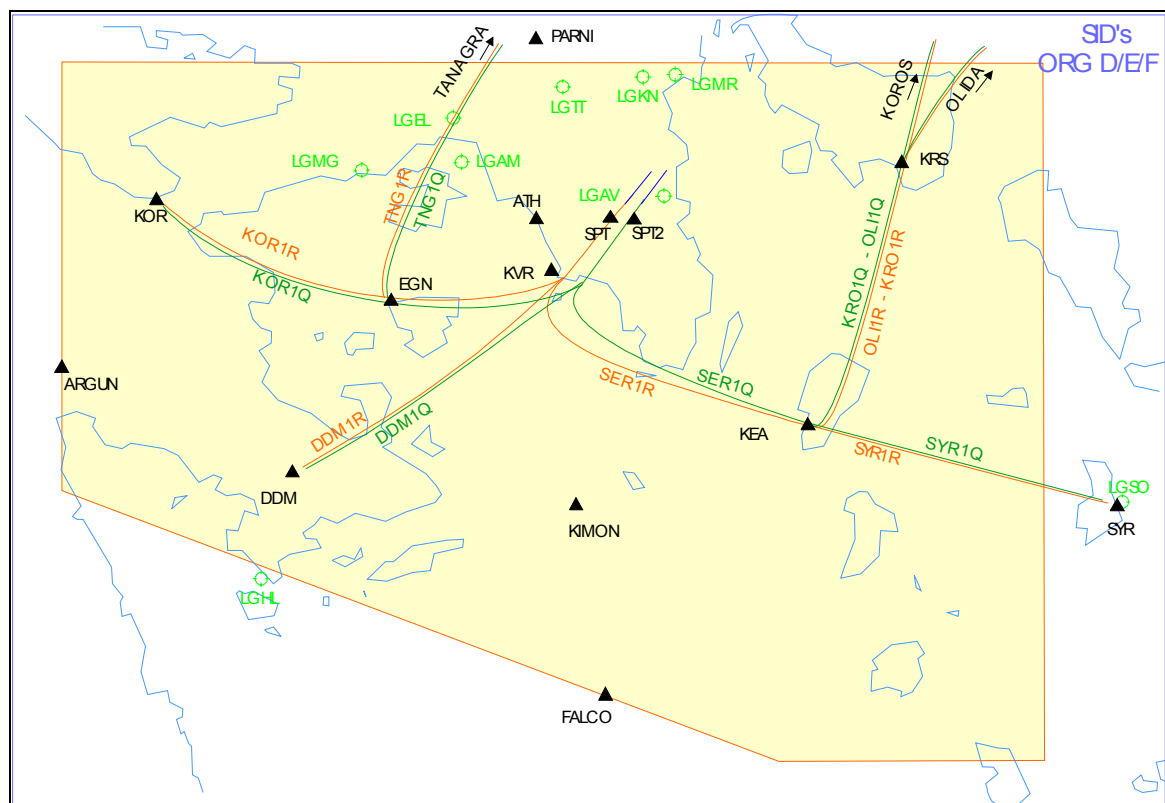 SID's
ORG D/E/F
PARNI
TANAGRA
KOROS
OLIDA
LGTT
LGKN
LGMR
LGEL
LGMG
LGAM
KRS
KOR
TNG1R
TNG1Q
ATH
LGAV
SPT
SPT2
KOR1R
KOR1Q
EGN
KVR
KRO1Q - OLI1Q
OLI1R - KRO1R
ARGUN
SER1R
SER1Q
DDM1R
DDM1Q
KEA
SYR1Q
SYR1R
DDM
KIMON
LGSO
SYR
LGHL
FALCO